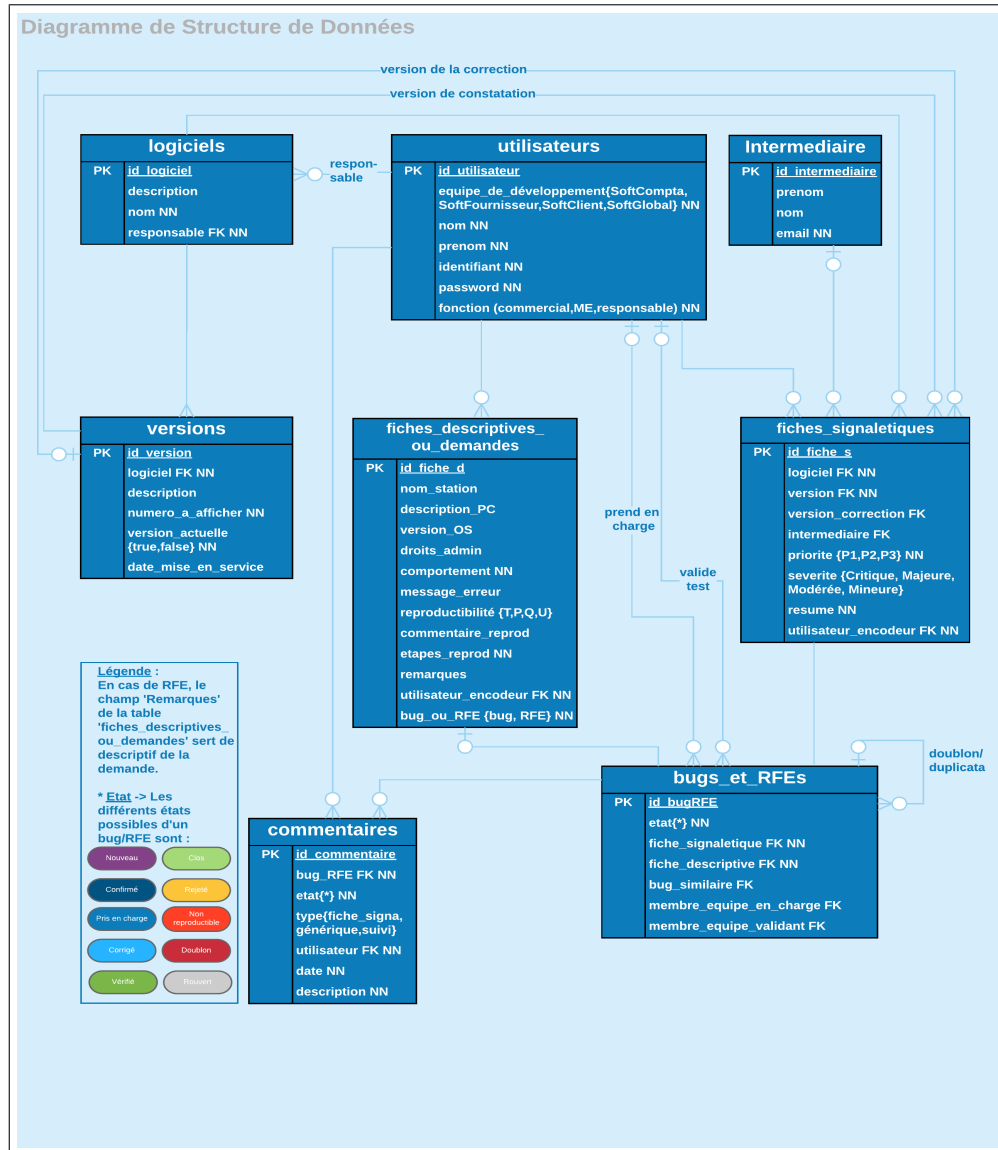 Diagramme de Structure de Données
version de la correction
version de constatation
logiciels
PK
id_logiciel
description
nom NN
responsable FK NN
respon-
sable
utilisateurs
PK
id_utilisateur
equipe_de_développement{SoftCompta,
SoftFournisseur,SoftClient,SoftGlobal} NN
nom NN
prenom NN
identifiant NN
password NN
fonction (commercial,ME,responsable) NN
Intermediaire
PK
id_intermediaire
prenom
nom
email NN
versions
PK
id_version
logiciel FK NN
description
numero_a_afficher NN
version_actuelle
{true,false} NN
date_mise_en_service
fiches_descriptives_
ou_demandes
PK
id_fiche_d
nom_station
description_PC
version_OS
droits_admin
comportement NN
message_erreur
reproductibilité {T,P,Q,U}
commentaire_reprod
etapes_reprod NN
remarques
utilisateur_encodeur FK NN
bug_ou_RFE {bug, RFE} NN
prend en
charge
valide
test
fiches_signaletiques
PK
id_fiche_s
logiciel FK NN
version FK NN
version_correction FK
intermediaire FK
priorite {P1,P2,P3} NN
severite {Critique, Majeure,
Modérée, Mineure}
resume NN
utilisateur_encodeur FK NN
Légende :
En cas de RFE, le
champ 'Remarques'
de la table
'fiches_descriptives_
ou_demandes' sert de
descriptif de la
demande.
* Etat -> Les
différents états
possibles d'un
bug/RFE sont :
Nouveau
Clos
Confirmé
Rejeté
Pris en charge
Non
reproductible
Corrigé
Doublon
Vérifié
Rouvert
commentaires
PK
id_commentaire
bug_RFE FK NN
etat{*} NN
type{fiche_signa,
générique,suivi}
utilisateur FK NN
date NN
description NN
bugs_et_RFEs
PK
id_bugRFE
etat{*} NN
fiche_signaletique FK NN
fiche_descriptive FK NN
bug_similaire FK
membre_equipe_en_charge FK
membre_equipe_validant FK
doublon/
duplicata